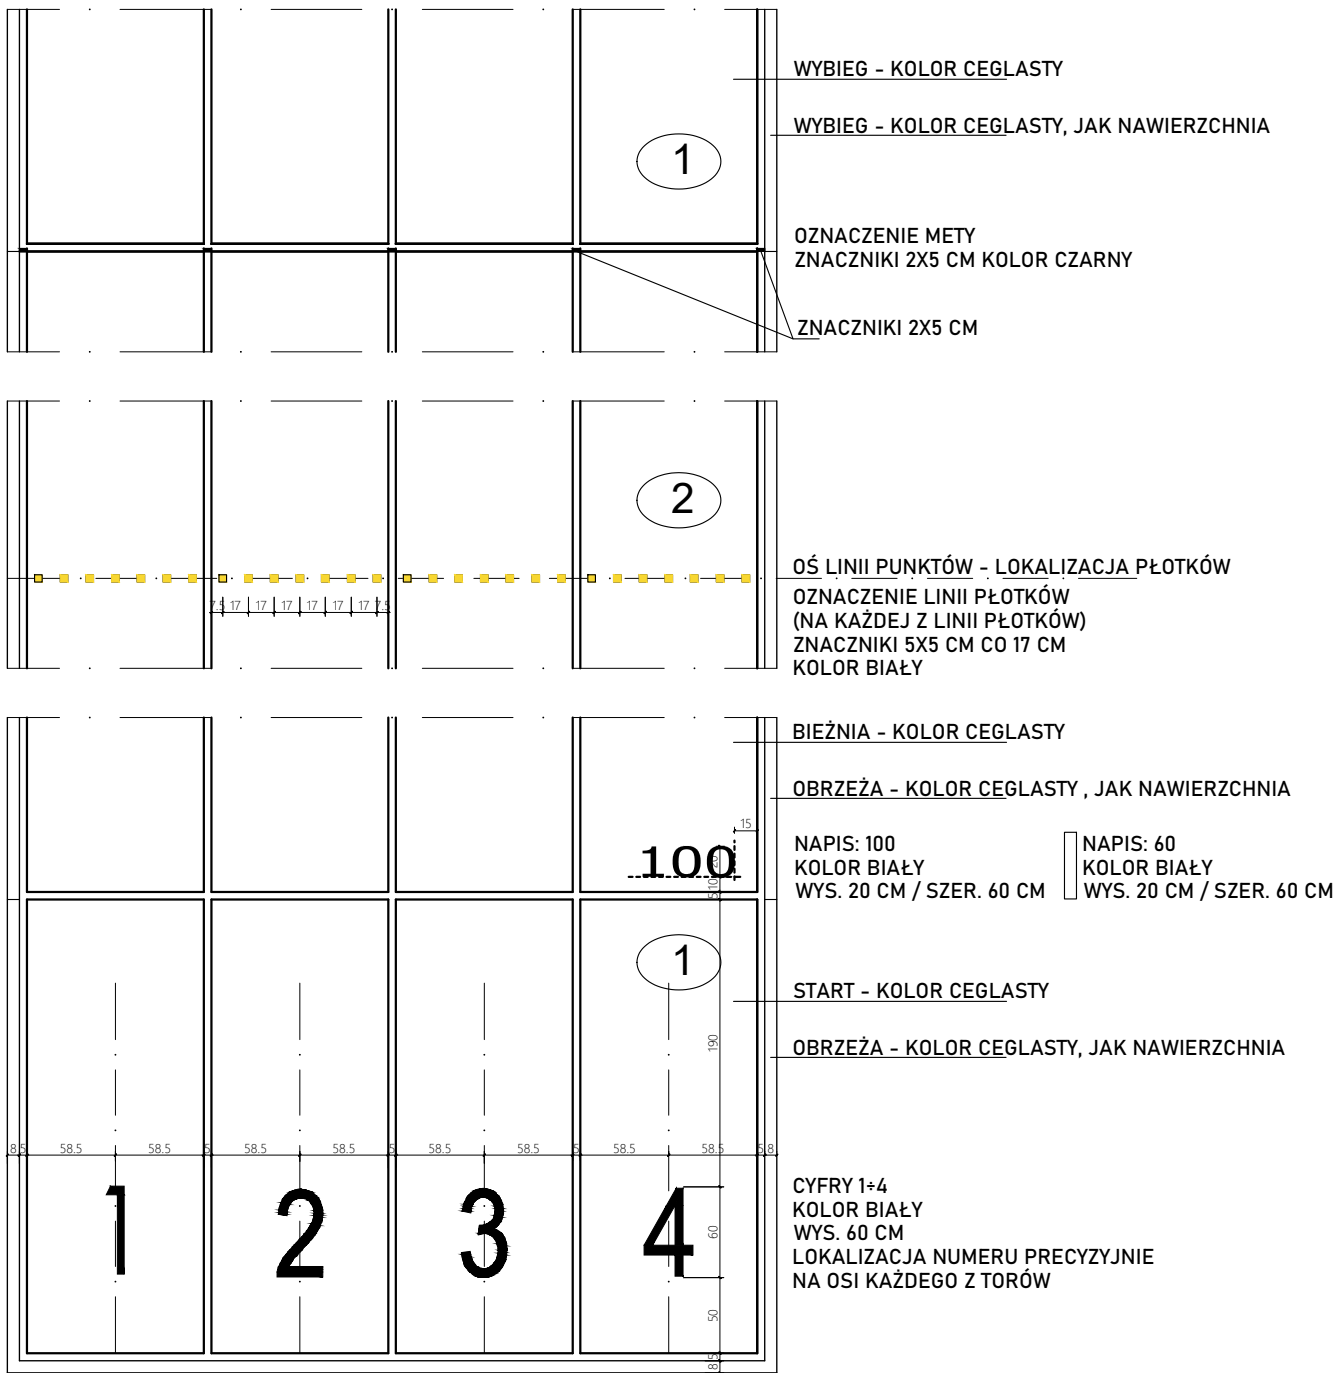 WYBIEG - KOLOR CEGLASTY
WYBIEG - KOLOR CEGLASTY, JAK NAWIERZCHNIA
1
OZNACZENIE METY
ZNACZNIKI 2X5 CM KOLOR CZARNY
ZNACZNIKI 2X5 CM
2
OŚ LINII PUNKTÓW - LOKALIZACJA PŁOTKÓW
7.5 17 17 17 17 17 17 7.5
OZNACZENIE LINII PŁOTKÓW
(NA KAŻDEJ Z LINII PŁOTKÓW)
ZNACZNIKI 5X5 CM CO 17 CM
KOLOR BIAŁY
BIEŻNIA - KOLOR CEGLASTY
OBRZEŻA - KOLOR CEGLASTY , JAK NAWIERZCHNIA
15
100
20
10
5
NAPIS: 100
KOLOR BIAŁY
WYS. 20 CM / SZER. 60 CM
NAPIS: 60
KOLOR BIAŁY
WYS. 20 CM / SZER. 60 CM
1
START - KOLOR CEGLASTY
190
OBRZEŻA - KOLOR CEGLASTY, JAK NAWIERZCHNIA
8 5 58.5 58.5 5 58.5 58.5 5 58.5 58.5 5 58.5 58.5 5 8
1 2 3 4
60
50
5
8
CYFRY 1÷4
KOLOR BIAŁY
WYS. 60 CM
LOKALIZACJA NUMERU PRECYZYJNIE
NA OSI KAŻDEGO Z TORÓW